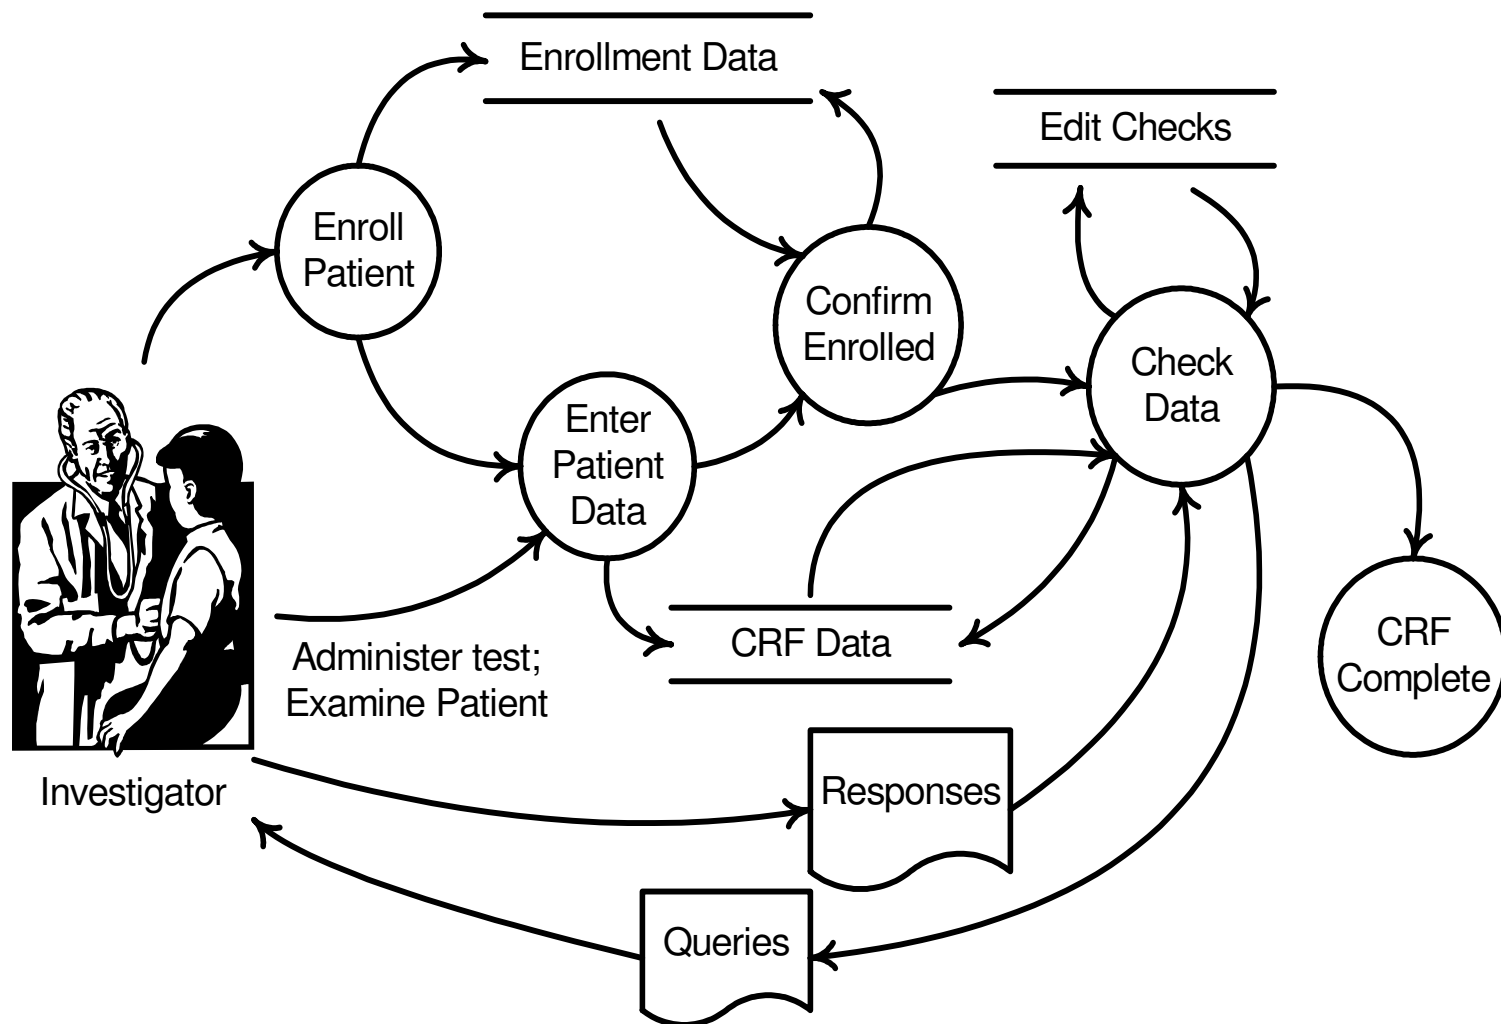 Enrollment Data
Edit Checks
Enroll
Patient
Confirm
Enrolled
Check
Data
Enter
Patient
Data
CRF Data
CRF
Complete
Administer test;
Examine Patient
Investigator
Responses
Queries